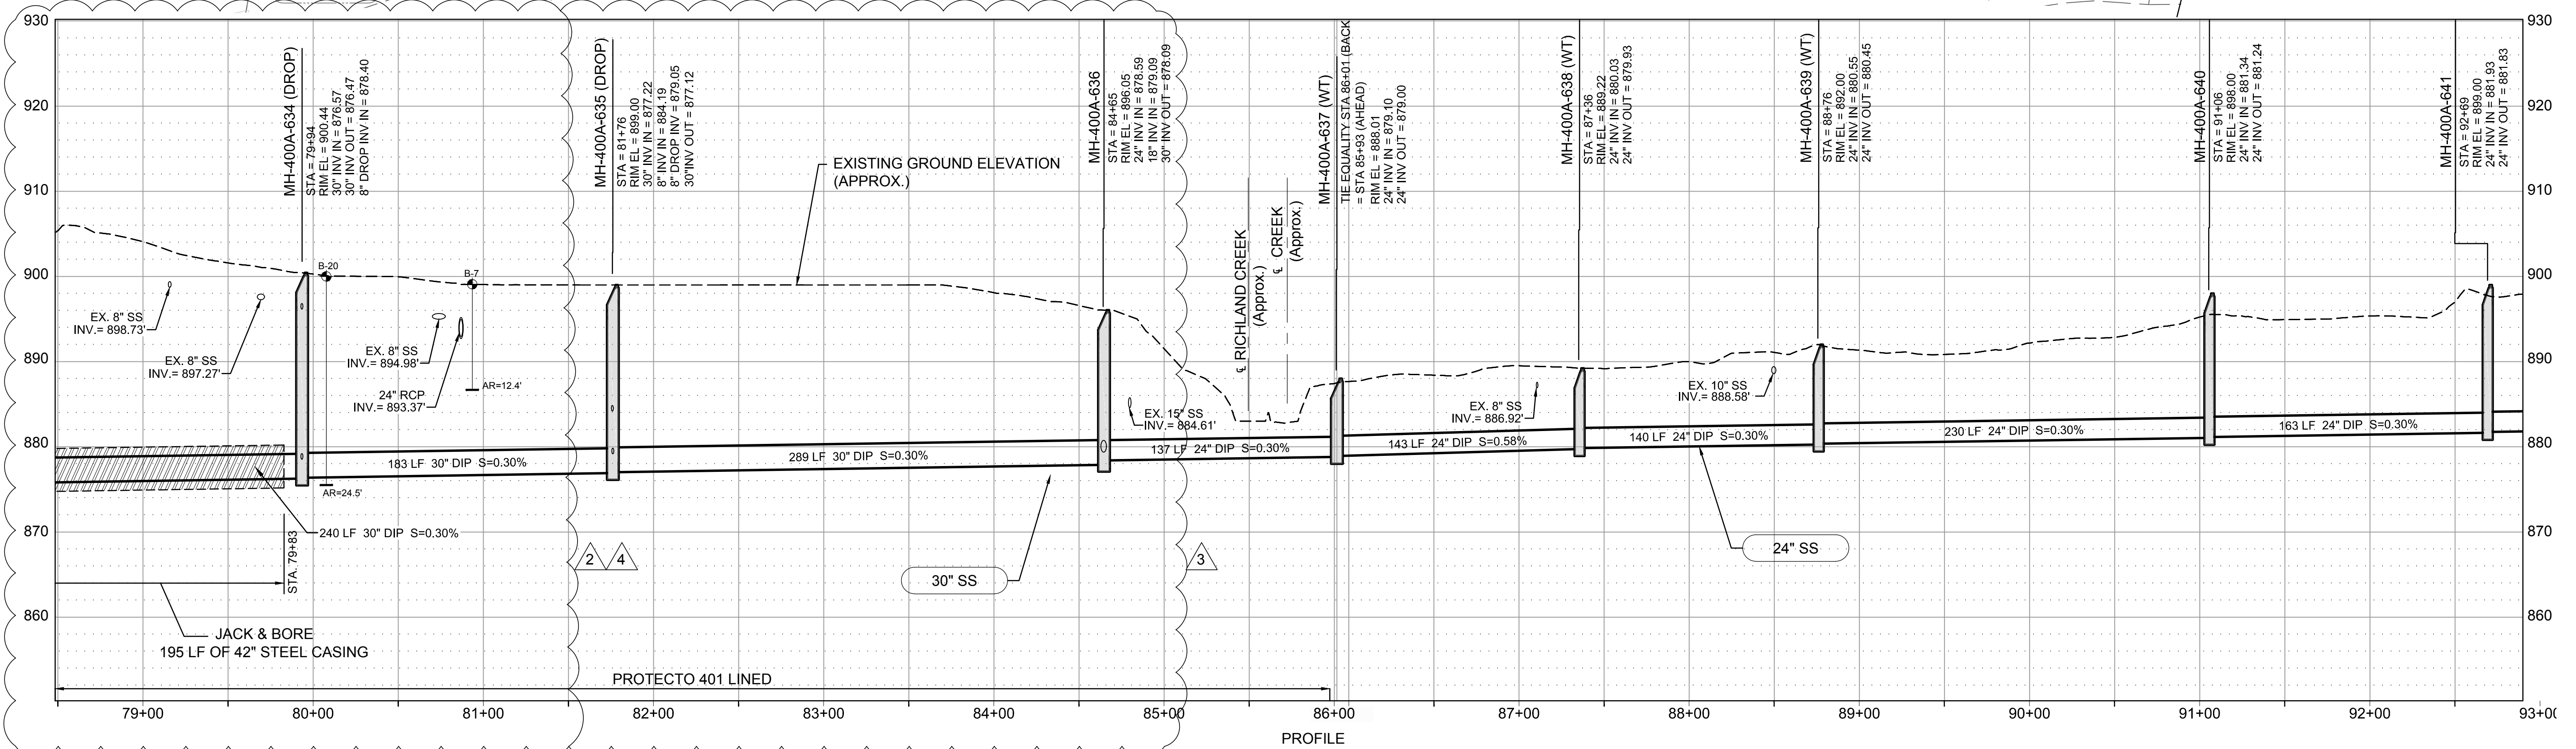 930
920
910
900
890
880
870
860
MH-400A-634 (DROP)
STA = 79+94
RIM EL = 900.44
30" INV IN = 876.57
30" INV OUT = 876.47
8" DROP INV IN = 878.40
MH-400A-635 (DROP)
STA = 81+76
RIM EL = 899.00
30" INV IN = 877.22
8" INV IN = 884.19
8" DROP INV = 879.05
30"INV OUT = 877.12
EXISTING GROUND ELEVATION
(APPROX.)
MH-400A-636
STA = 84+65
RIM EL = 896.05
24" INV IN = 878.59
18" INV IN = 879.09
30" INV OUT = 878.09
℄ RICHLAND CREEK
(Approx.)
℄ CREEK
(Approx.)
MH-400A-637 (WT)
TIE EQUALITY STA 86+01 (BACK
= STA 85+93 (AHEAD)
RIM EL = 888.01
24" INV IN = 879.10
24" INV OUT = 879.00
MH-400A-638 (WT)
STA = 87+36
RIM EL= 889.22
24" INV IN = 880.03
24" INV OUT = 879.93
MH-400A-639 (WT)
STA = 88+76
RIM EL = 892.00
24" INV IN = 880.55
24" INV OUT = 880.45
MH-400A-640
STA = 91+06
RIM EL = 898.00
24" INV IN = 881.34
24" INV OUT = 881.24
MH-400A-641
STA = 92+69
RIM EL = 899.00
24" INV IN = 881.93
24" INV OUT = 881.83
B-20
B-7
EX. 8" SS
INV.= 898.73'
EX. 8" SS
INV.= 897.27'
EX. 8" SS
INV.= 894.98'
24" RCP
INV.= 893.37'
AR=12.4'
AR=24.5'
EX. 15" SS
INV.= 884.61'
EX. 8" SS
INV.= 886.92'
EX. 10" SS
INV.= 888.58'
183 LF 30" DIP S=0.30%
289 LF 30" DIP S=0.30%
137 LF 24" DIP S=0.30%
143 LF 24" DIP S=0.58%
140 LF 24" DIP S=0.30%
230 LF 24" DIP S=0.30%
163 LF 24" DIP S=0.30%
240 LF 30" DIP S=0.30%
STA. 79+83
2
4
3
30" SS
24" SS
JACK & BORE
195 LF OF 42" STEEL CASING
PROTECTO 401 LINED
930
920
910
900
890
880
870
860
79+00
80+00
81+00
82+00
83+00
84+00
85+00
86+00
87+00
88+00
89+00
90+00
91+00
92+00
93+00
PROFILE